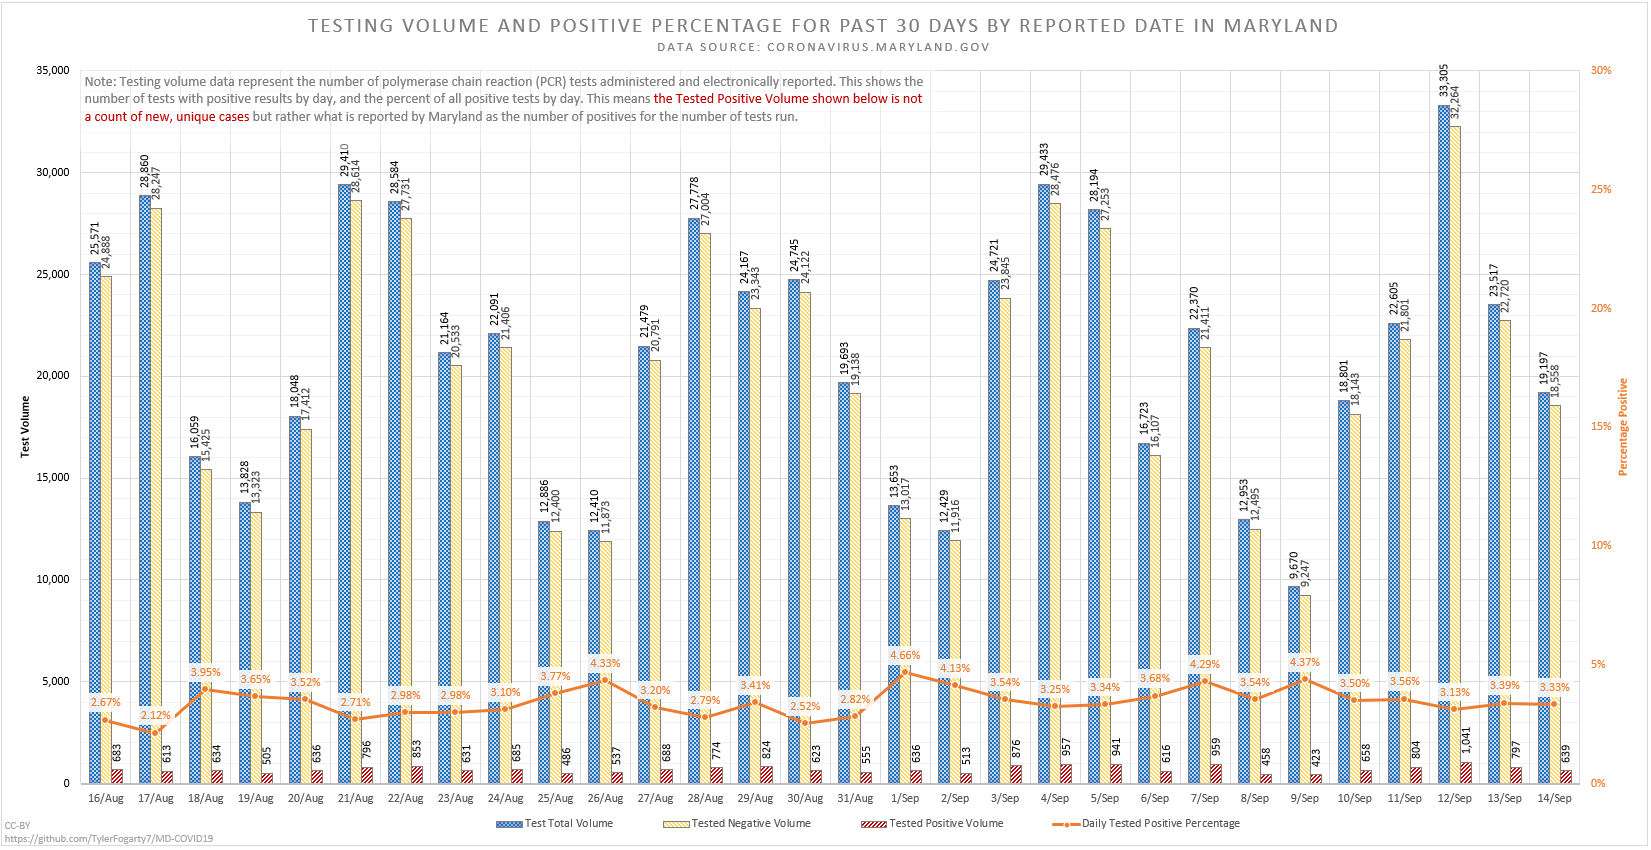 TESTING VOLUME AND POSITIVE PERCENTAGE FOR PAST 30 DAYS BY REPORTED DATE IN MARYLAND
DATA SOURCE: CORONAVIRUS.MARYLAND.GOV
Note: Testing volume data represent the number of polymerase chain reaction (PCR) tests administered and electronically reported. This shows the
number of tests with positive results by day, and the percent of all positive tests by day. This means the Tested Positive Volume shown below is not
a count of new, unique cases but rather what is reported by Maryland as the number of positives for the number of tests run.
Test Volume
35,000
30,000
25,000
20,000
15,000
10,000
5,000
0
Percentage Positive
30%
25%
20%
15%
10%
5%
0%
25,571 24,888 2.67% 683
28,860 28,247 2.12% 613
16,059 15,425 3.95% 634
13,828 13,323 3.65% 505
18,048 17,412 3.52% 636
29,410 28,614 2.71% 796
28,584 27,731 2.98% 853
21,164 20,533 2.98% 631
22,091 21,406 3.10% 685
12,886 12,400 3.77% 486
12,410 11,873 4.33% 537
21,479 20,791 3.20% 688
27,778 27,004 2.79% 774
24,167 23,343 3.41% 824
24,745 24,122 2.52% 623
19,693 19,138 2.82% 555
13,653 13,017 4.66% 636
12,429 11,916 4.13% 513
24,721 23,845 3.54% 876
29,433 28,476 3.25% 957
28,194 27,253 3.34% 941
16,723 16,107 3.68% 616
22,370 21,411 4.29% 959
12,953 12,495 3.54% 458
9,670 9,247 4.37% 423
18,801 18,143 3.50% 658
22,605 21,801 3.56% 804
33,305 32,264 3.13% 1,041
23,517 22,720 3.39% 797
19,197 18,558 3.33% 639
16/Aug 17/Aug 18/Aug 19/Aug 20/Aug 21/Aug 22/Aug 23/Aug 24/Aug 25/Aug 26/Aug 27/Aug 28/Aug 29/Aug 30/Aug 31/Aug 1/Sep 2/Sep 3/Sep 4/Sep 5/Sep 6/Sep 7/Sep 8/Sep 9/Sep 10/Sep 11/Sep 12/Sep 13/Sep 14/Sep
Test Total Volume Tested Negative Volume Tested Positive Volume Daily Tested Positive Percentage
CC-BY
https://github.com/TylerFogarty7/MD-COVID19